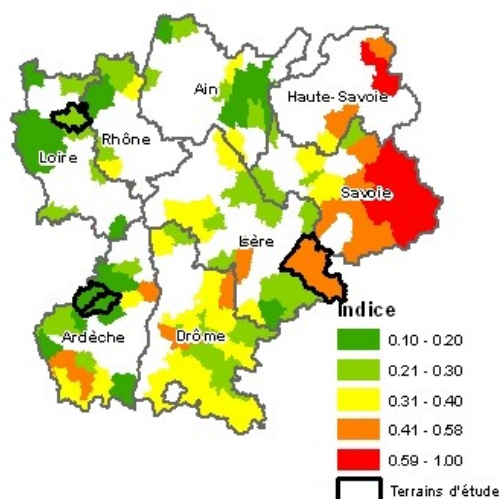 Ain
Haute-Savoie
Rhône
Loire
Savoie
Isère
Ardèche
Drôme
Indice
0.10 - 0.20
0.21 - 0.30
0.31 - 0.40
0.41 - 0.58
0.59 - 1.00
Terrains d'étude